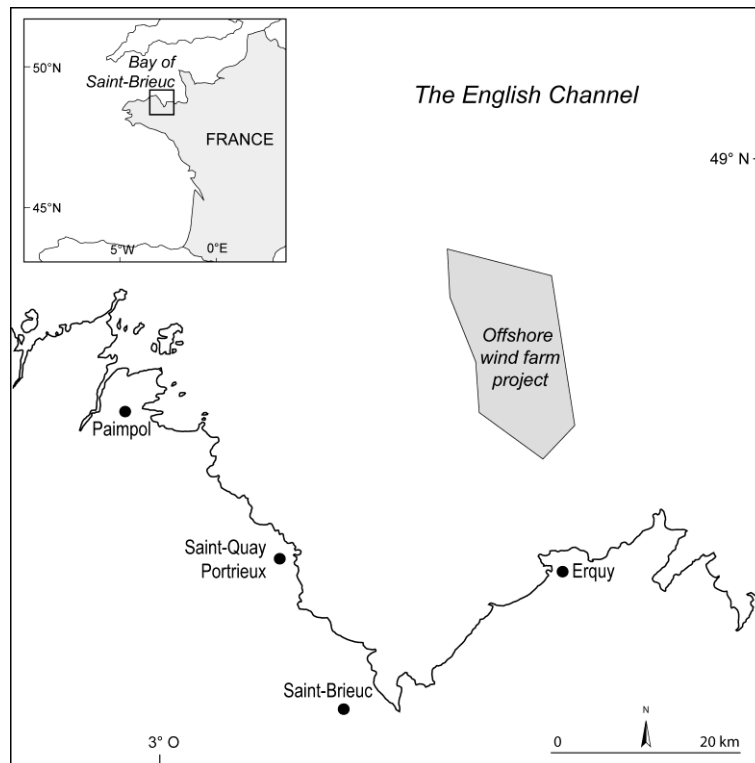 50°N
Bay of
Saint-Brieuc
FRANCE
45°N
5°W
0°E
The English Channel
49° N
Offshore
wind farm
project
Paimpol
Saint-Quay
Portrieux
Erquy
Saint-Brieuc
3° O
N
0
20 km